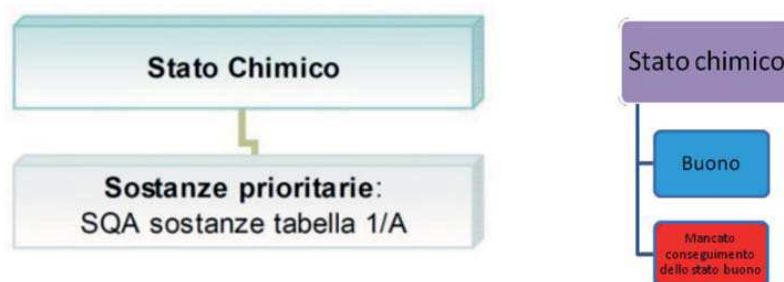 Stato Chimico
Sostanze prioritarie:
SQA sostanze tabella 1/A
Stato chimico
Buono
Mancato
conseguimento
dello stato buono